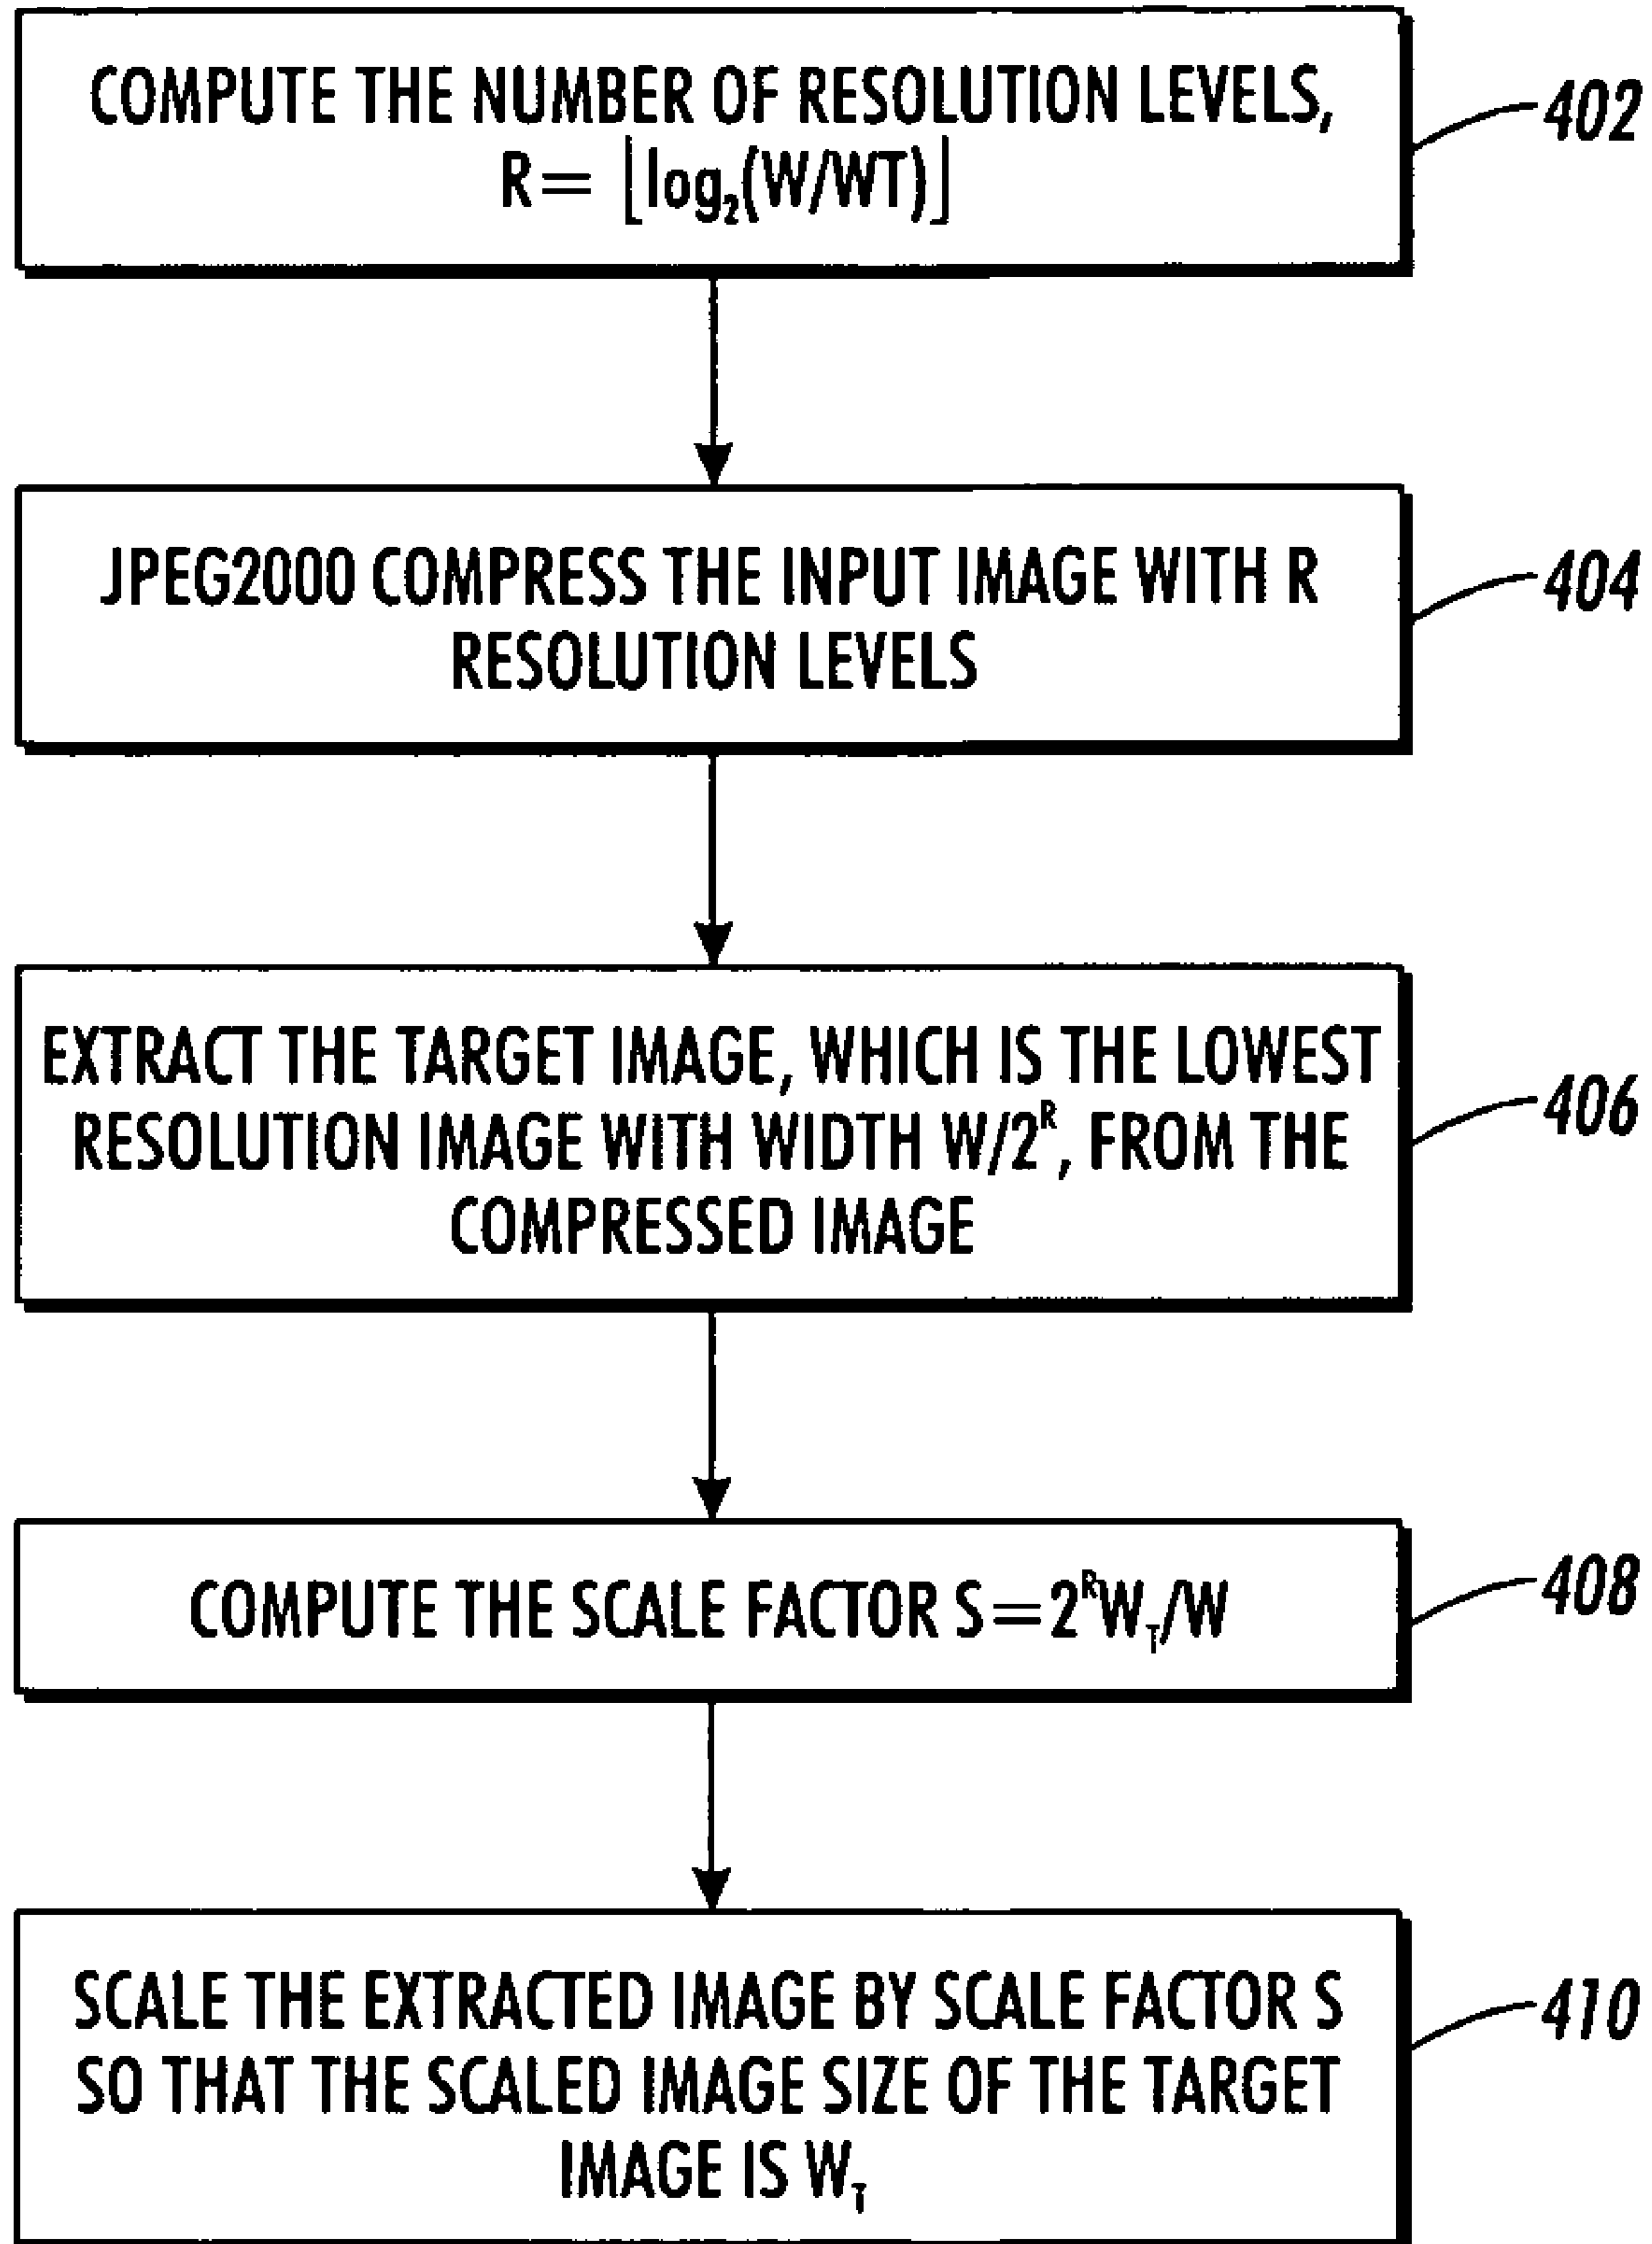 COMPUTE THE NUMBER OF RESOLUTION LEVELS,
R= ⌊log₂(W/WT)⌋
402
JPEG2000 COMPRESS THE INPUT IMAGE WITH R
RESOLUTION LEVELS
404
EXTRACT THE TARGET IMAGE, WHICH IS THE LOWEST
RESOLUTION IMAGE WITH WIDTH W/2ᴿ, FROM THE
COMPRESSED IMAGE
406
COMPUTE THE SCALE FACTOR S=2ᴿW_T/W
408
SCALE THE EXTRACTED IMAGE BY SCALE FACTOR S
SO THAT THE SCALED IMAGE SIZE OF THE TARGET
IMAGE IS W_T
410